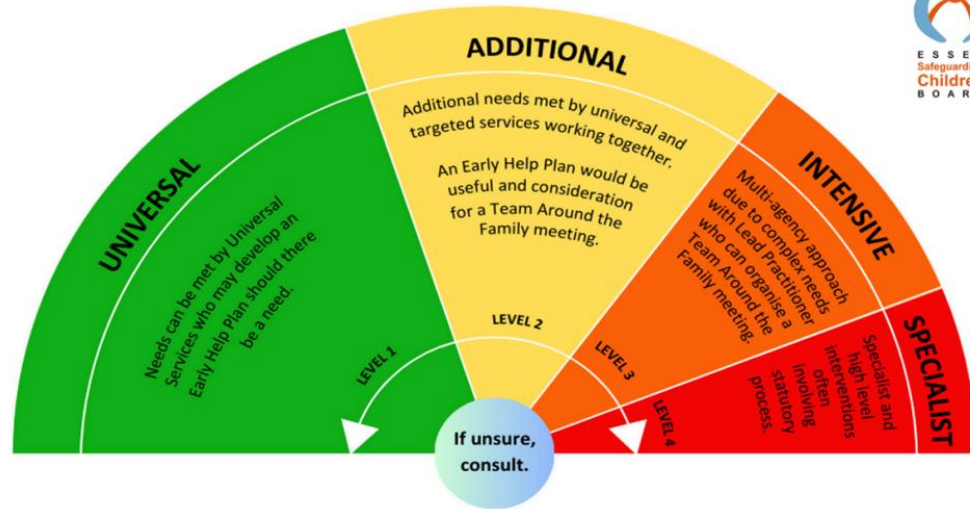 ESSE
Safeguardi
Childre
BOAR
UNIVERSAL
Needs can be met by Universal
Services who may develop an
Early Help Plan should there
be a need.
LEVEL 1
ADDITIONAL
Additional needs met by universal and
targeted services working together.
An Early Help Plan would be
useful and consideration
for a Team Around the
Family meeting.
LEVEL 2
INTENSIVE
Multi-agency approach
due to complex needs
with Lead Practitioner
who can organise a
Team Around the
Family meeting.
LEVEL 3
SPECIALIST
Specialist and
high level
interventions
often
involving
statutory
process.
LEVEL 4
If unsure,
consult.